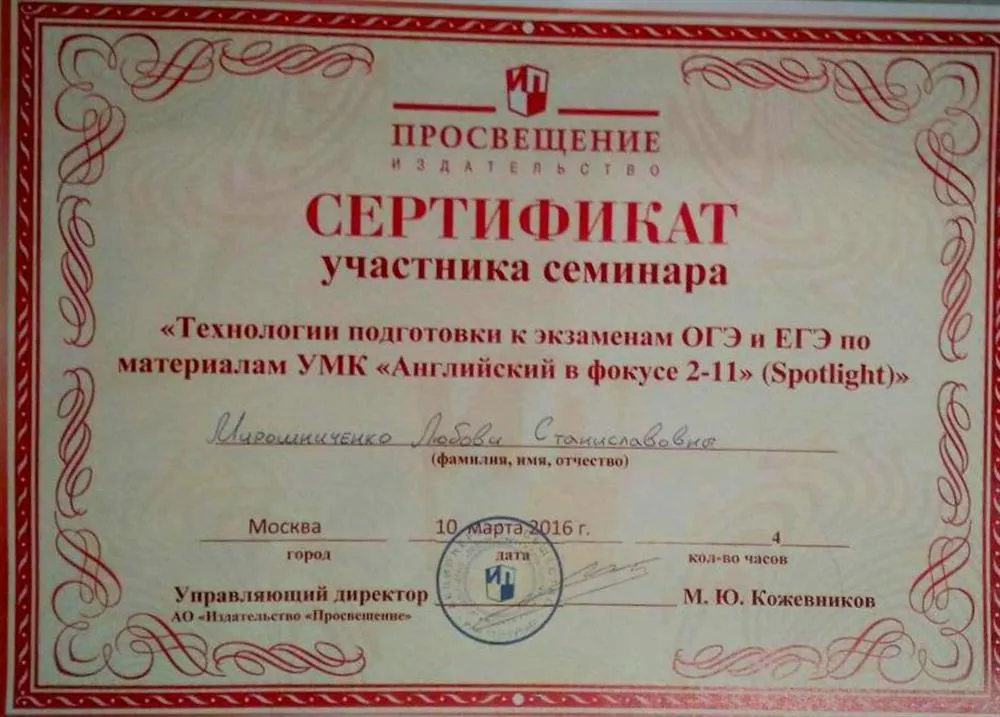 ИП
ПРОСВЕЩЕНИЕ
ИЗДАТЕЛЬСТВО
СЕРТИФИКАТ
участника семинара
«Технологии подготовки к экзаменам ОГЭ и ЕГЭ по
материалам УМК «Английский в фокусе 2-11» (Spotlight)»
Мирошниченко Любови Станиславовны
(фамилия, имя, отчество)
Москва 10 марта 2016 г. 4
город дата кол-во часов
ИП
Управляющий директор М. Ю. Кожевников
АО «Издательство «Просвещение»